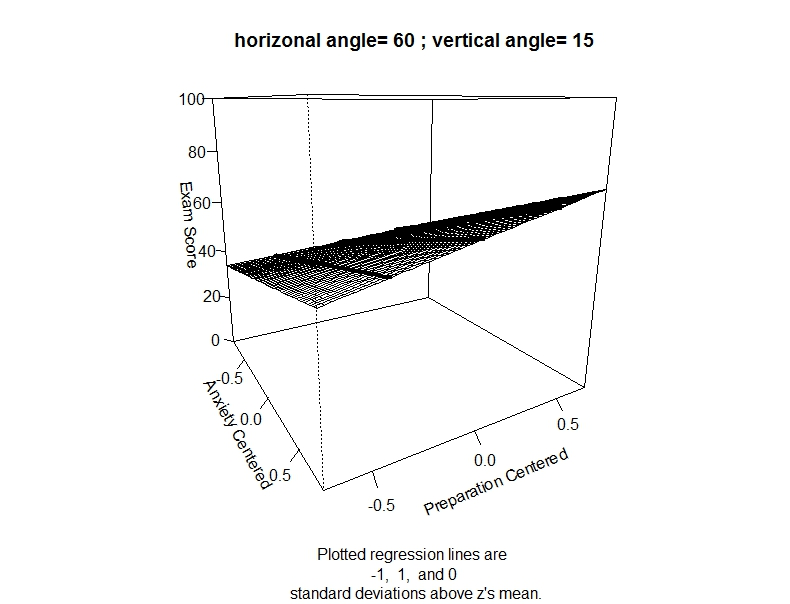 horizonal angle= 60 ; vertical angle= 15
100
80
60
40
20
0
Exam Score
-0.5
0.0
0.5
Anxiety Centered
-0.5
0.0
0.5
Preparation Centered
Plotted regression lines are
-1,  1,  and 0
standard deviations above z's mean.